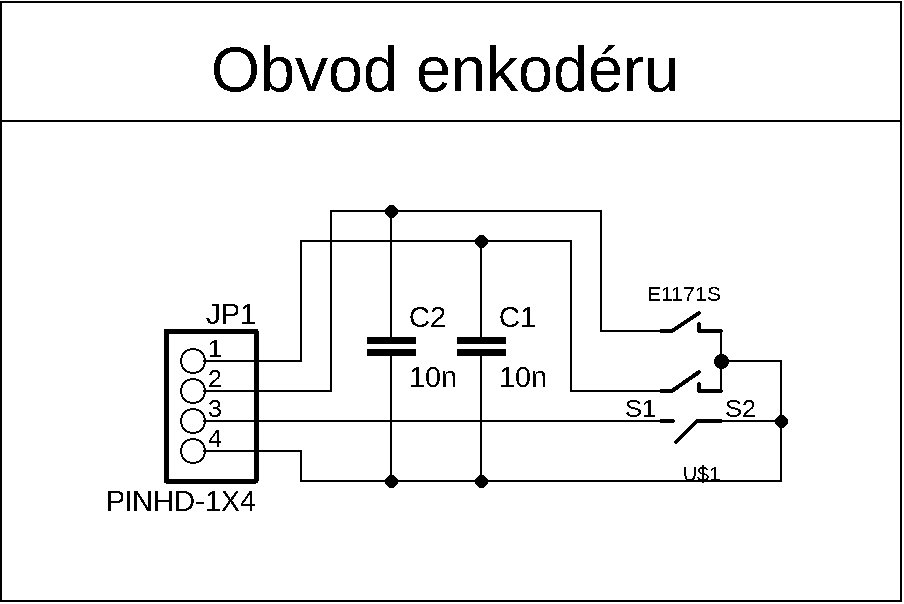 Obvod enkodéru
E1171S
JP1
C2
C1
1
2
10n
10n
3
S1
S2
4
U$1
PINHD-1X4